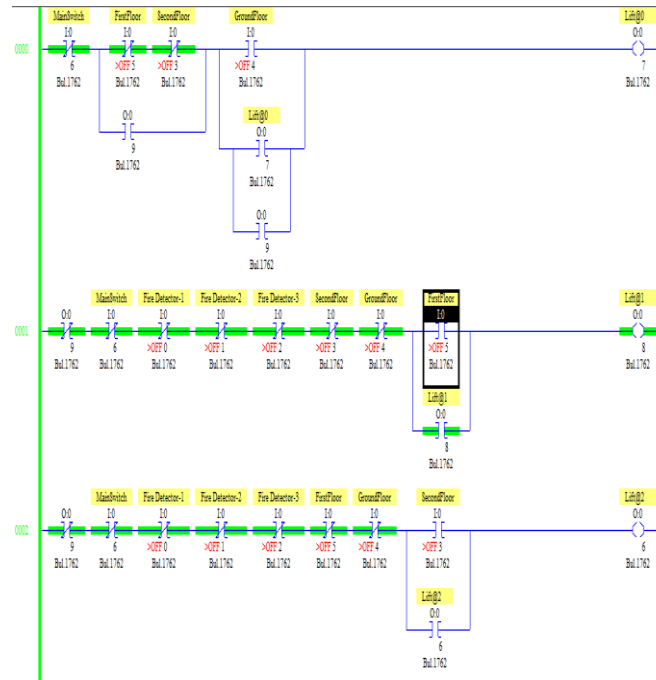 MainSwitch FirstFloor SecondFloor GroundFloor Lift@0
I:0 I:0 I:0 I:0 O:0
0000
6 >OFF 5 >OFF 3 >OFF 4 7
Bul.1762 Bul.1762 Bul.1762 Bul.1762 Bul.1762
O:0 Lift@0
9 O:0
Bul.1762 7
Bul.1762
O:0
9
Bul.1762
MainSwitch Fire Detector-1 Fire Detector-2 Fire Detector-3 SecondFloor GroundFloor FirstFloor Lift@1
O:0 I:0 I:0 I:0 I:0 I:0 I:0 I:0 O:0
0001
9 6 >OFF 0 >OFF 1 >OFF 2 >OFF 3 >OFF 4 >OFF 5 8
Bul.1762 Bul.1762 Bul.1762 Bul.1762 Bul.1762 Bul.1762 Bul.1762 Bul.1762 Bul.1762
Lift@1
O:0
8
Bul.1762
MainSwitch Fire Detector-1 Fire Detector-2 Fire Detector-3 FirstFloor GroundFloor SecondFloor Lift@2
O:0 I:0 I:0 I:0 I:0 I:0 I:0 I:0 O:0
0002
9 6 >OFF 0 >OFF 1 >OFF 2 >OFF 5 >OFF 4 >OFF 3 6
Bul.1762 Bul.1762 Bul.1762 Bul.1762 Bul.1762 Bul.1762 Bul.1762 Bul.1762 Bul.1762
Lift@2
O:0
6
Bul.1762